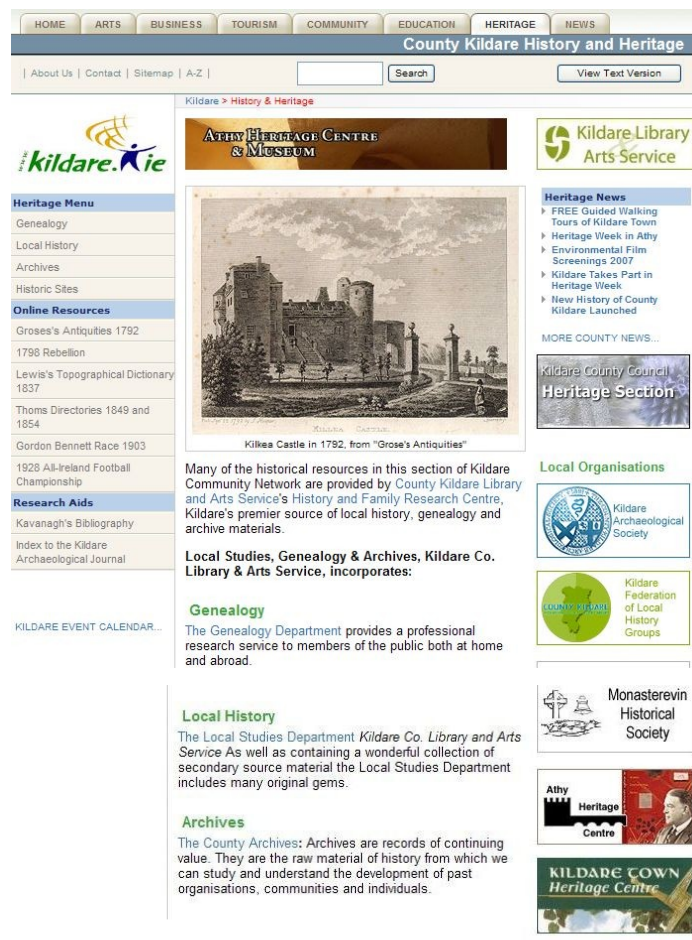 HOME ARTS BUSINESS TOURISM COMMUNITY EDUCATION HERITAGE NEWS
County Kildare History and Heritage
| About Us | Contact | Sitemap | A-Z |
Search
View Text Version
Kildare > History & Heritage
www.kildare.ie
Heritage Menu
Genealogy
Local History
Archives
Historic Sites
Online Resources
Groses's Antiquities 1792
1798 Rebellion
Lewis's Topographical Dictionary
1837
Thoms Directories 1849 and
1854
Gordon Bennett Race 1903
1928 All-Ireland Football
Championship
Research Aids
Kavanagh's Bibliography
Index to the Kildare
Archaeological Journal
KILDARE EVENT CALENDAR...
ATHY HERITAGE CENTRE
& MUSEUM
KILKEA CASTLE.
Kilkea Castle in 1792, from "Grose's Antiquities"
Many of the historical resources in this section of Kildare
Community Network are provided by County Kildare Library
and Arts Service's History and Family Research Centre,
Kildare's premier source of local history, genealogy and
archive materials.
Local Studies, Genealogy & Archives, Kildare Co.
Library & Arts Service, incorporates:
Genealogy
The Genealogy Department provides a professional
research service to members of the public both at home
and abroad.
Local History
The Local Studies Department Kildare Co. Library and Arts
Service As well as containing a wonderful collection of
secondary source material the Local Studies Department
includes many original gems.
Archives
The County Archives: Archives are records of continuing
value. They are the raw material of history from which we
can study and understand the development of past
organisations, communities and individuals.
Kildare Library
&
Arts Service
Heritage News
FREE Guided Walking
Tours of Kildare Town
Heritage Week in Athy
Environmental Film
Screenings 2007
Kildare Takes Part in
Heritage Week
New History of County
Kildare Launched
MORE COUNTY NEWS...
Kildare County Council
Heritage Section
Local Organisations
Kildare
Archaeological
Society
COUNTY KILDARE
Kildare
Federation
of Local
History
Groups
Monasterevin
Historical
Society
Athy
Heritage
Centre
KILDARE TOWN
Heritage Centre